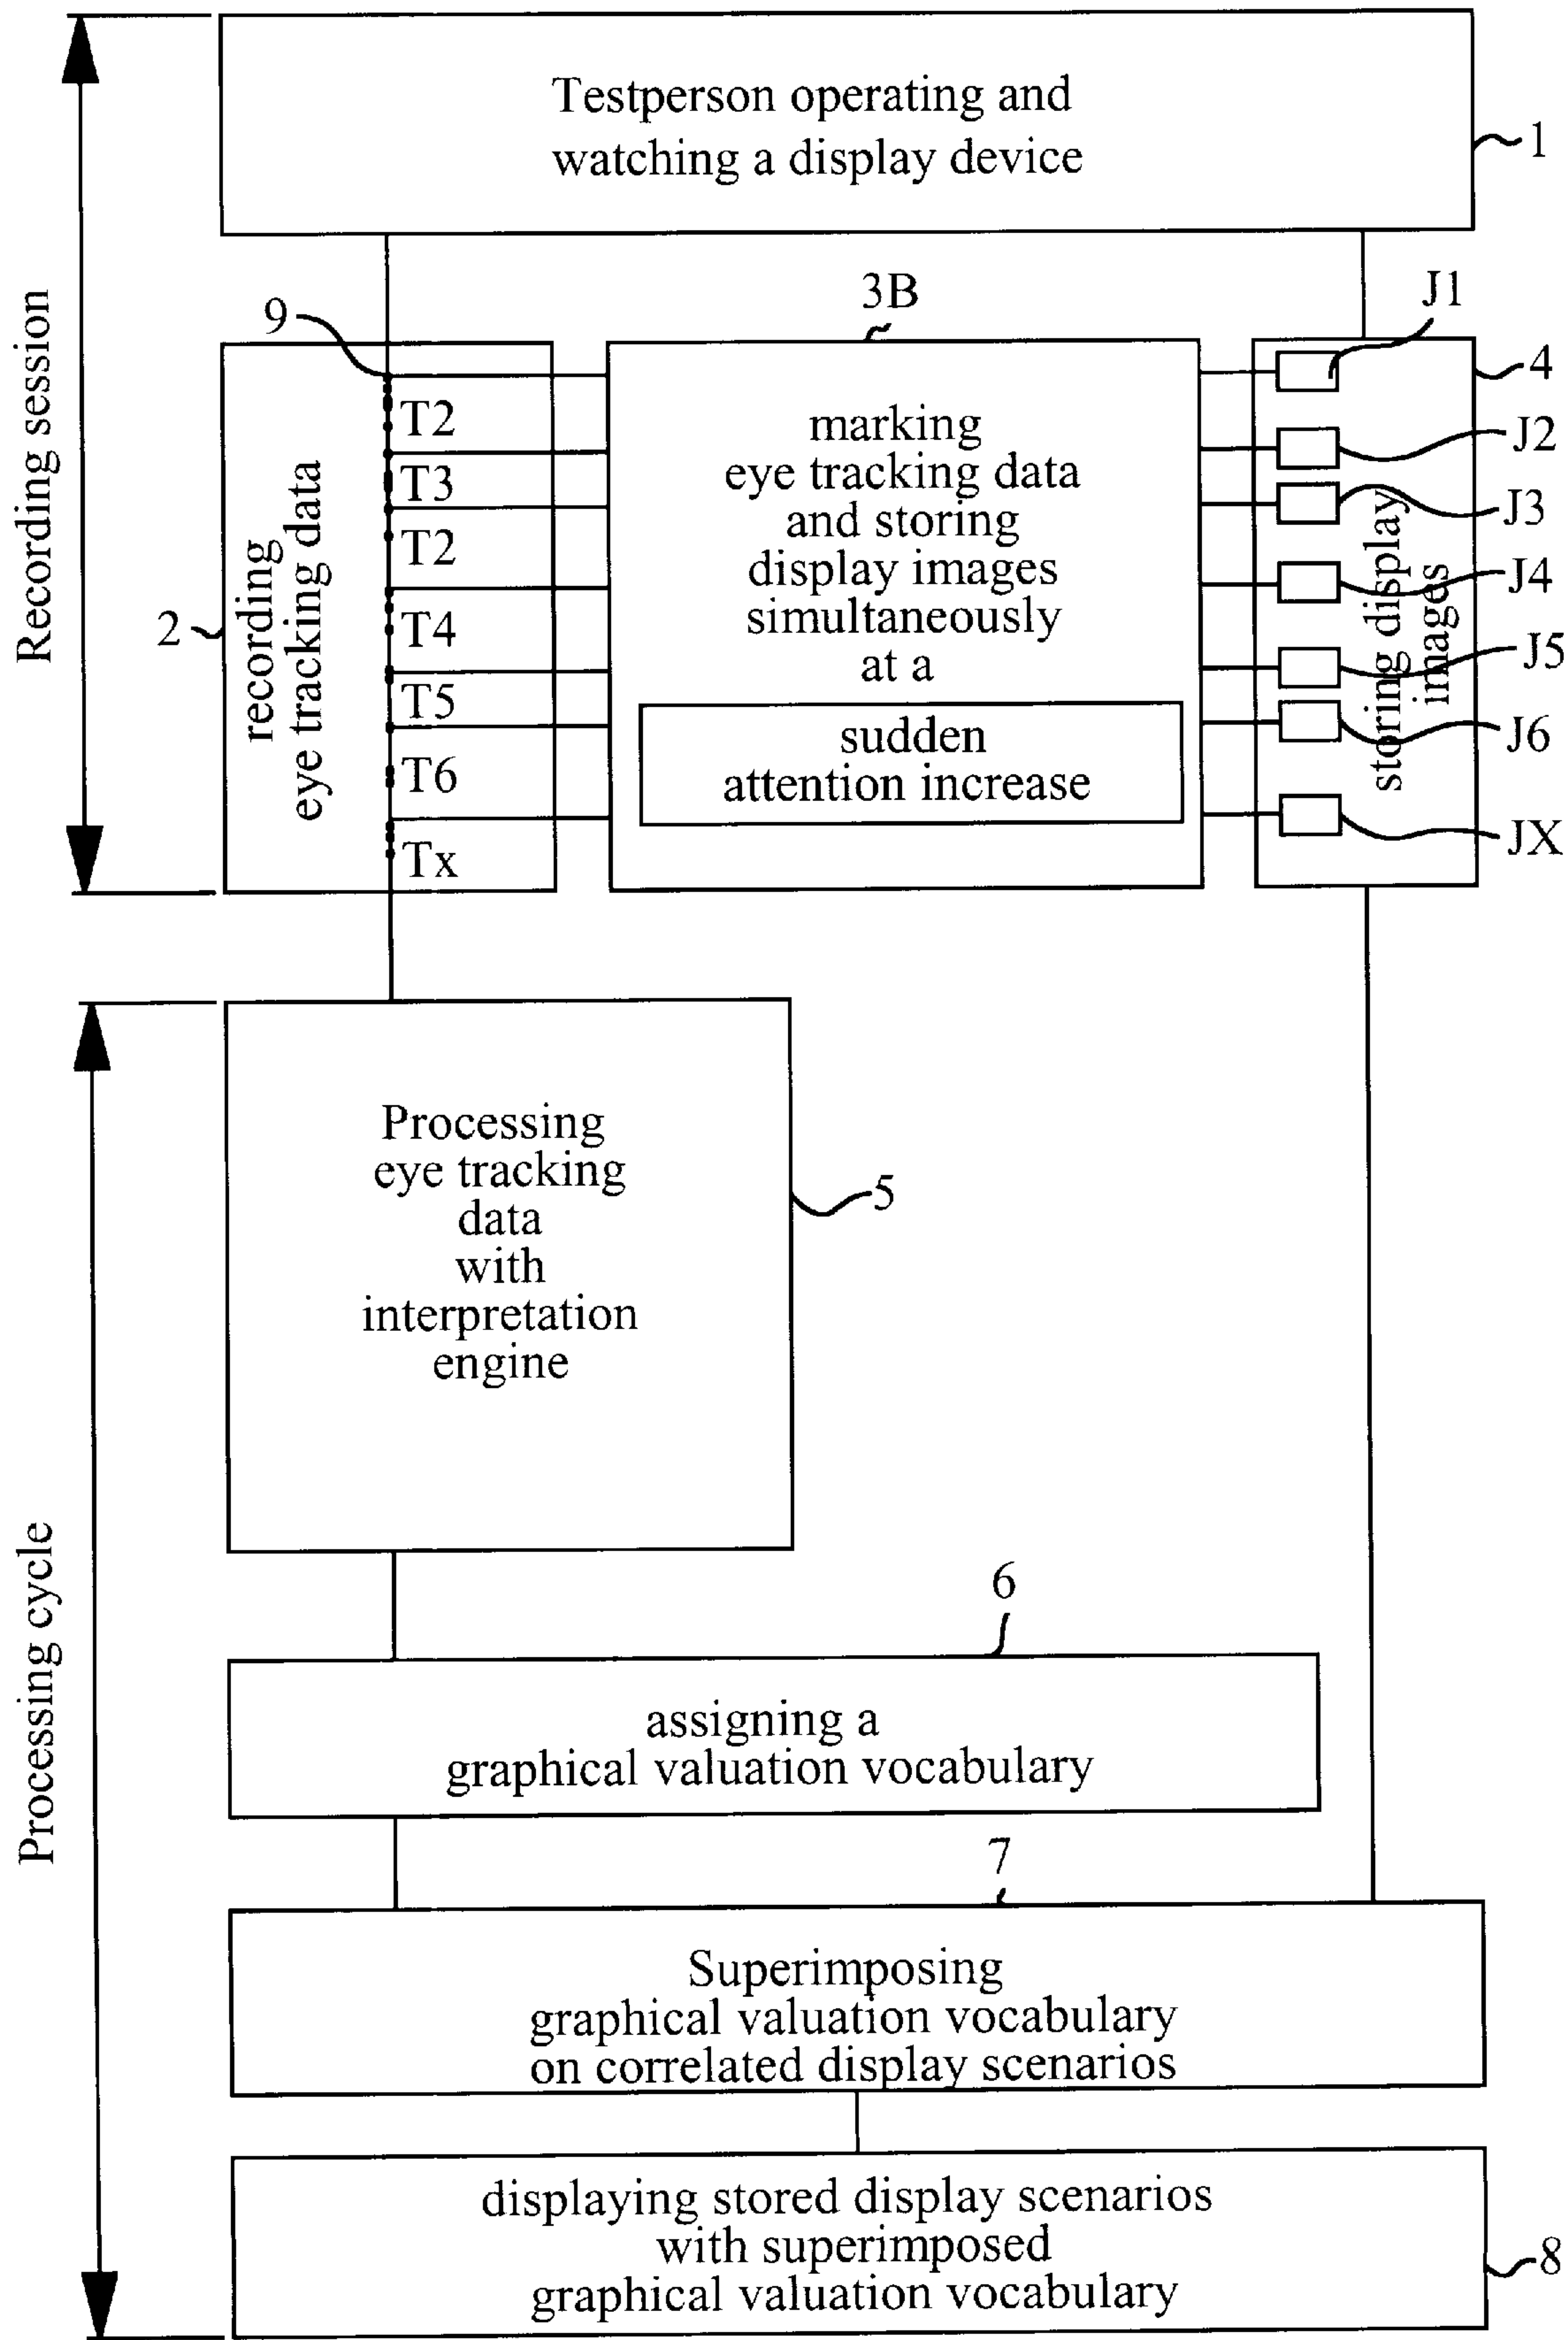 Testperson operating and
watching a display device
1
Recording session
9
3B
J1
4
recording
eye tracking data
2
T2
T3
T2
T4
T5
T6
Tx
marking
eye tracking data
and storing
display images
simultaneously
at a
sudden
attention increase
storing display
images
J2
J3
J4
J5
J6
JX
Processing cycle
Processing
eye tracking
data
with
interpretation
engine
5
6
assigning a
graphical valuation vocabulary
7
Superimposing
graphical valuation vocabulary
on correlated display scenarios
displaying stored display scenarios
with superimposed
graphical valuation vocabulary
8